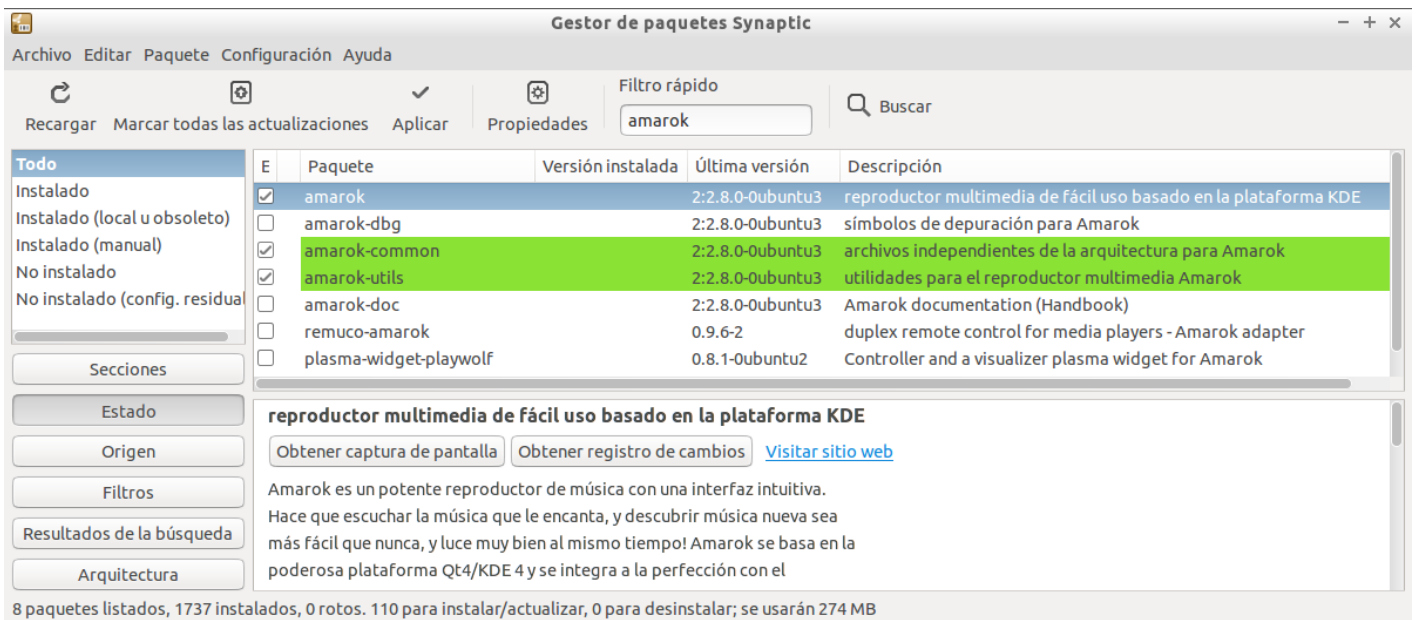 Gestor de paquetes Synaptic
Archivo Editar Paquete Configuración Ayuda
Recargar Marcar todas las actualizaciones Aplicar Propiedades Filtro rápido amarok Buscar
Todo
Instalado
Instalado (local u obsoleto)
Instalado (manual)
No instalado
No instalado (config. residual
Secciones
Estado
Origen
Filtros
Resultados de la búsqueda
Arquitectura
E Paquete Versión instalada Última versión Descripción
amarok 2:2.8.0-0ubuntu3 reproductor multimedia de fácil uso basado en la plataforma KDE
amarok-dbg 2:2.8.0-0ubuntu3 símbolos de depuración para Amarok
amarok-common 2:2.8.0-0ubuntu3 archivos independientes de la arquitectura para Amarok
amarok-utils 2:2.8.0-0ubuntu3 utilidades para el reproductor multimedia Amarok
amarok-doc 2:2.8.0-0ubuntu3 Amarok documentation (Handbook)
remuco-amarok 0.9.6-2 duplex remote control for media players - Amarok adapter
plasma-widget-playwolf 0.8.1-0ubuntu2 Controller and a visualizer plasma widget for Amarok
reproductor multimedia de fácil uso basado en la plataforma KDE
Obtener captura de pantalla Obtener registro de cambios Visitar sitio web
Amarok es un potente reproductor de música con una interfaz intuitiva.
Hace que escuchar la música que le encanta, y descubrir música nueva sea
más fácil que nunca, y luce muy bien al mismo tiempo! Amarok se basa en la
poderosa plataforma Qt4/KDE 4 y se integra a la perfección con el
8 paquetes listados, 1737 instalados, 0 rotos. 110 para instalar/actualizar, 0 para desinstalar; se usarán 274 MB